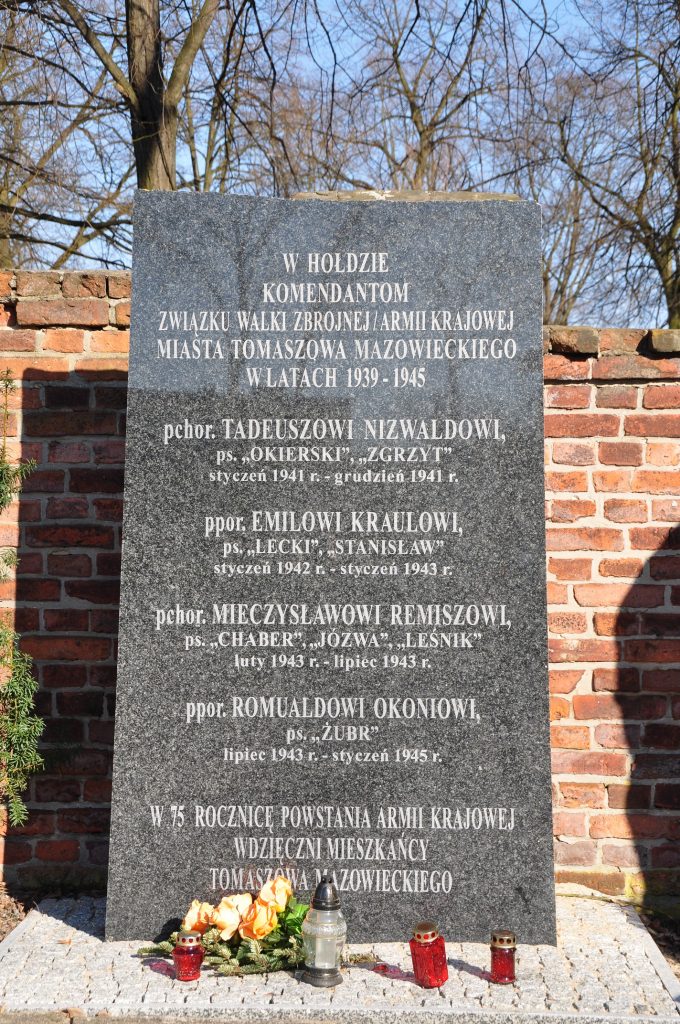 W HOŁDZIE
KOMENDANTOM
ZWIĄZKU WALKI ZBROJNEJ/ARMII KRAJOWEJ
MIASTA TOMASZOWA MAZOWIECKIEGO
W LATACH 1939 - 1945
pchor. TADEUSZOWI NIZWALDOWI,
ps. „OKIERSKI”, „ZGRZYT”
styczeń 1941 r. - grudzień 1941 r.
ppor. EMILOWI KRAULOWI,
ps. „LECKI”, „STANISŁAW”
styczeń 1942 r. - styczeń 1943 r.
pchor. MIECZYSŁAWOWI REMISZOWI,
ps. „CHABER”, „JÓZWA”, „LEŚNIK”
luty 1943 r. - lipiec 1943 r.
ppor. ROMUALDOWI OKONIOWI,
ps. „ŻUBR”
lipiec 1943 r. - styczeń 1945 r.
W 75 ROCZNICĘ POWSTANIA ARMII KRAJOWEJ
WDZIĘCZNI MIESZKAŃCY
TOMASZOWA MAZOWIECKIEGO